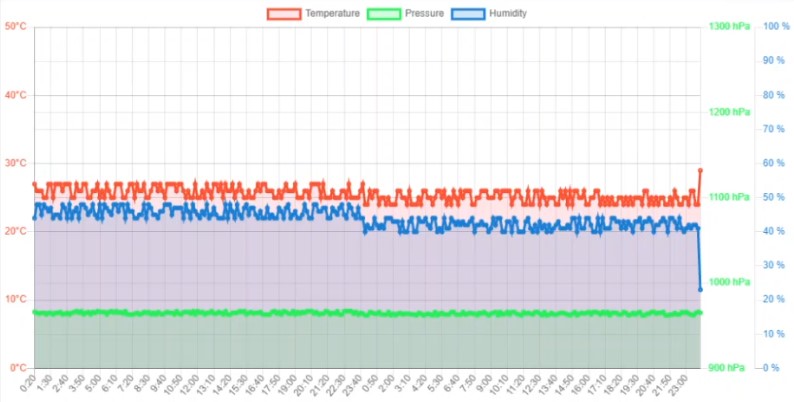 Temperature Pressure Humidity
50°C 1300 hPa 100 %
90 %
40°C 80 %
1200 hPa
70 %
30°C 60 %
1100 hPa 50 %
20°C 40 %
30 %
1000 hPa
10°C 20 %
10 %
0°C 900 hPa 0 %
0:20 1:30 2:40 3:50 5:00 6:10 7:20 8:30 9:40 10:50 12:00 13:10 14:20 15:30 16:40 17:50 19:00 20:10 21:20 22:30 23:40 0:50 2:00 3:10 4:20 5:30 6:40 7:50 9:00 10:10 11:20 12:30 13:40 14:50 16:00 17:10 18:20 19:30 20:40 21:50 23:00